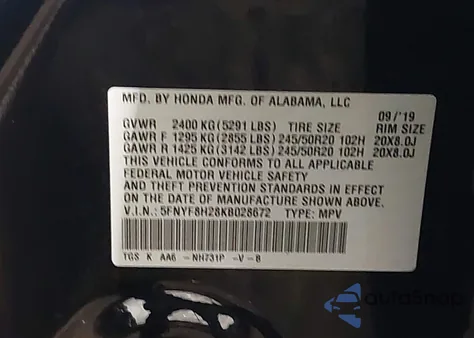 MFD. BY HONDA MFG. OF ALABAMA, LLC
09/'19
GVWR 2400 KG(5291 LBS) TIRE SIZE RIM SIZE
GAWR F 1295 KG(2855 LBS) 245/50R20 102H 20X8.0J
GAWR R 1425 KG(3142 LBS) 245/50R20 102H 20X8.0J
THIS VEHICLE CONFORMS TO ALL APPLICABLE
FEDERAL MOTOR VEHICLE SAFETY
AND THEFT PREVENTION STANDARDS IN EFFECT
ON THE DATE OF MANUFACTURE SHOWN ABOVE.
V.I.N.: 5FNYF8H28KB028672 TYPE: MPV
TGS K AA6 -NH731P -V-B
autoSnap